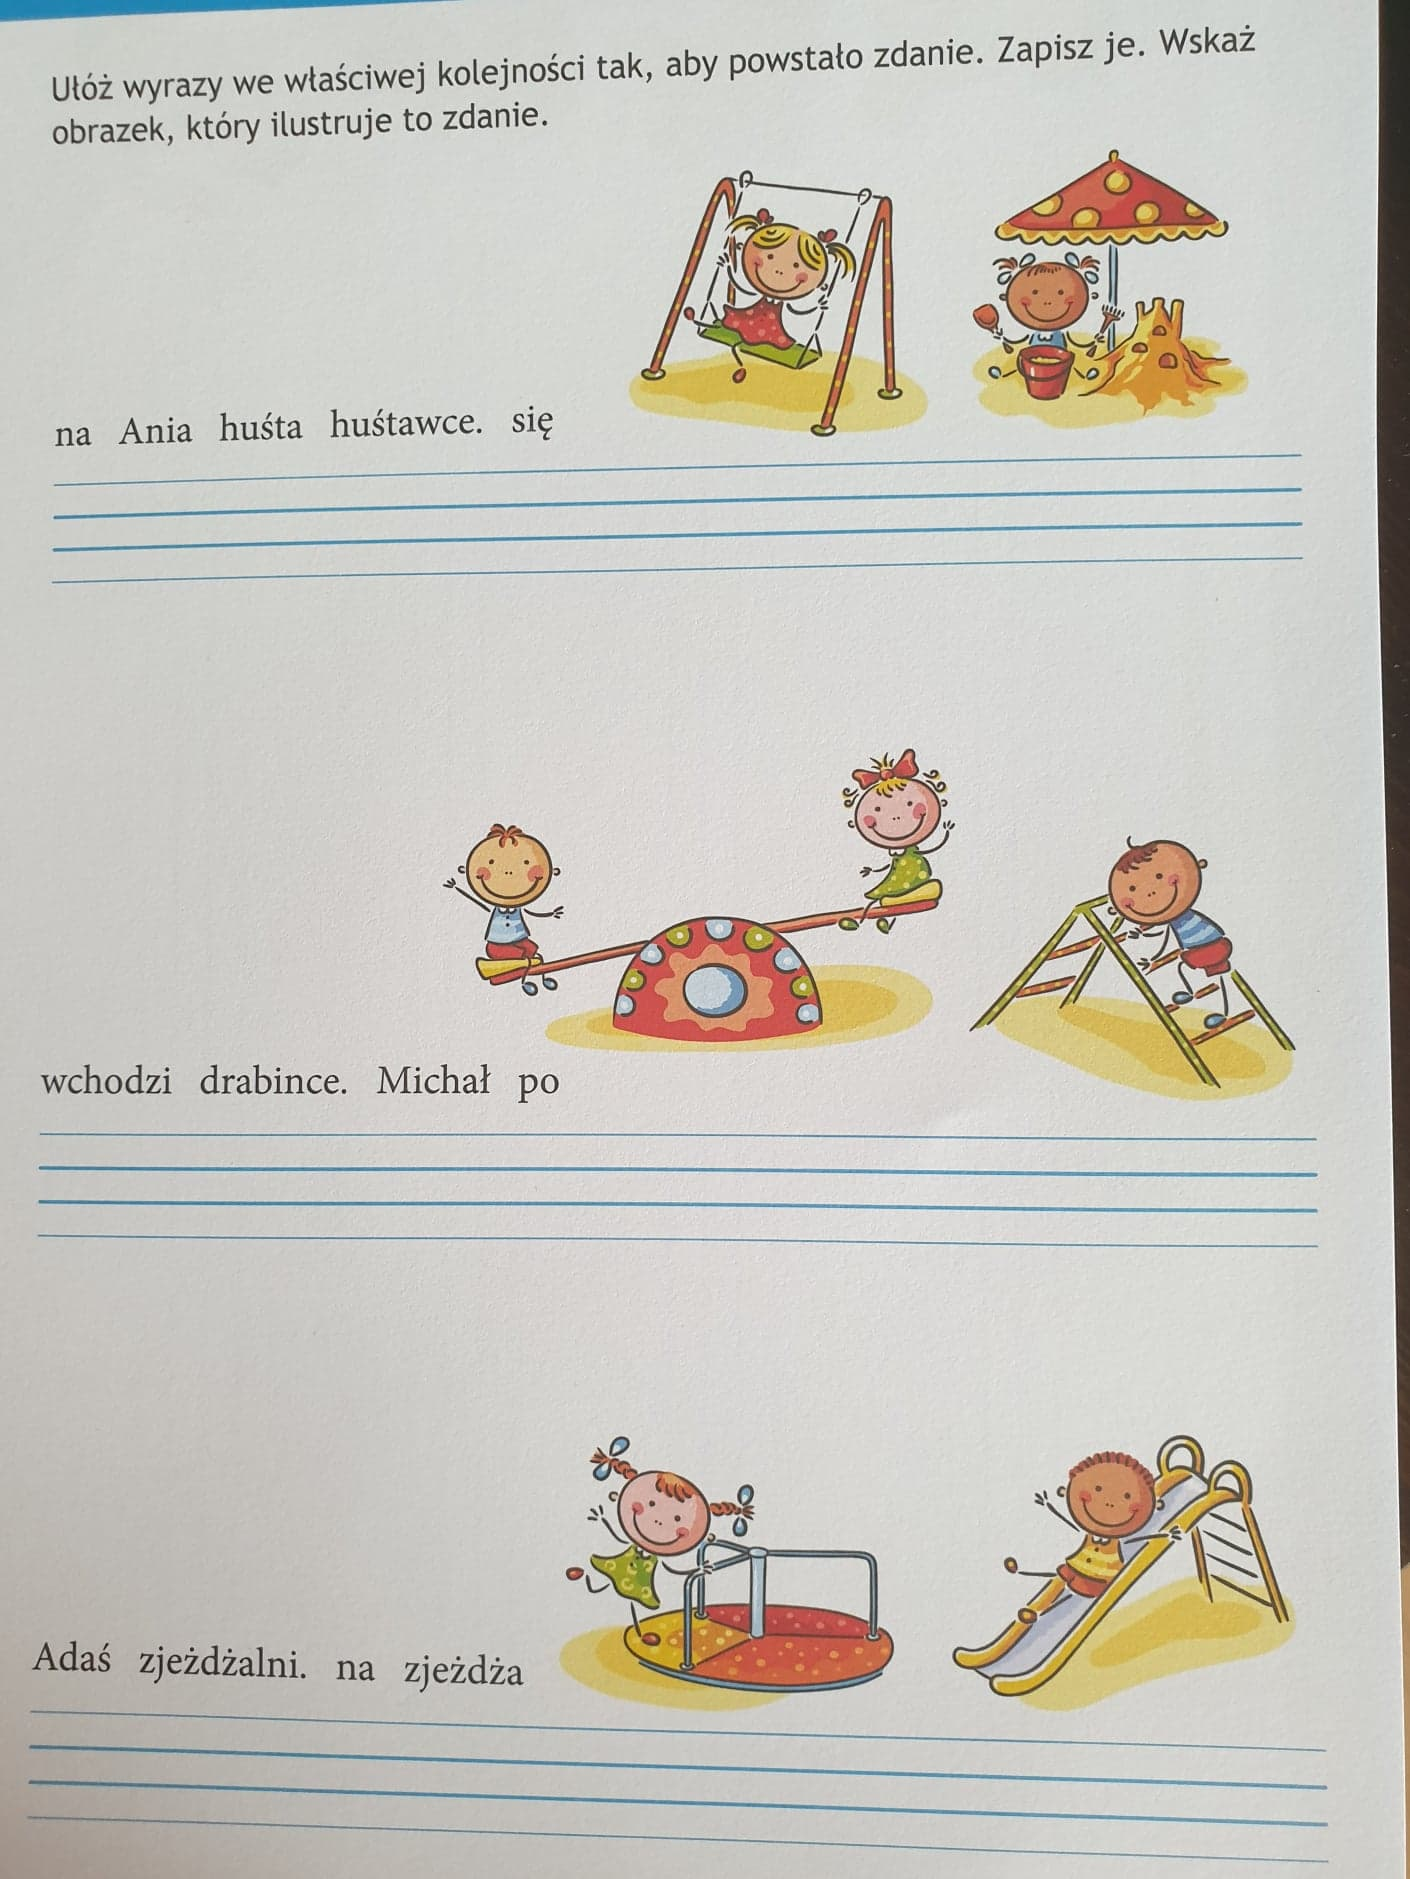 Ułóż wyrazy we właściwej kolejności tak, aby powstało zdanie. Zapisz je. Wskaż
obrazek, który ilustruje to zdanie.
na Ania huśta huśtawce. się
wchodzi drabince. Michał po
Adaś zjeżdżalni. na zjeżdża